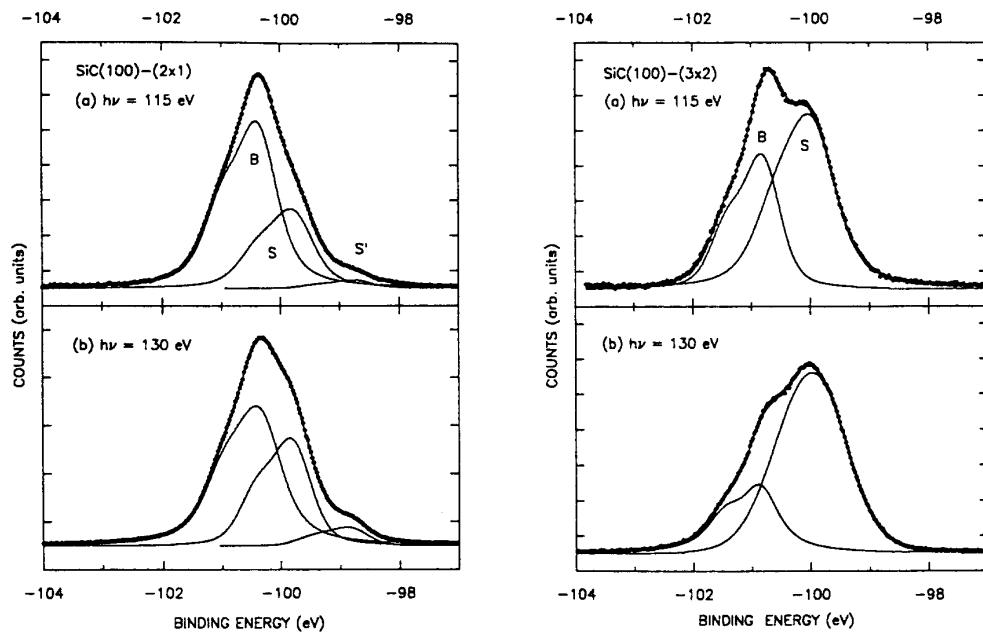 -104 -102 -100 -98
SiC(100)-(2x1)
(a) hν = 115 eV
B
S
S'
(b) hν = 130 eV
COUNTS (arb. units)
-104 -102 -100 -98
BINDING ENERGY (eV)
-104 -102 -100 -98
SiC(100)-(3x2)
(a) hν = 115 eV
B
S
(b) hν = 130 eV
COUNTS (arb. units)
-104 -102 -100 -98
BINDING ENERGY (eV)